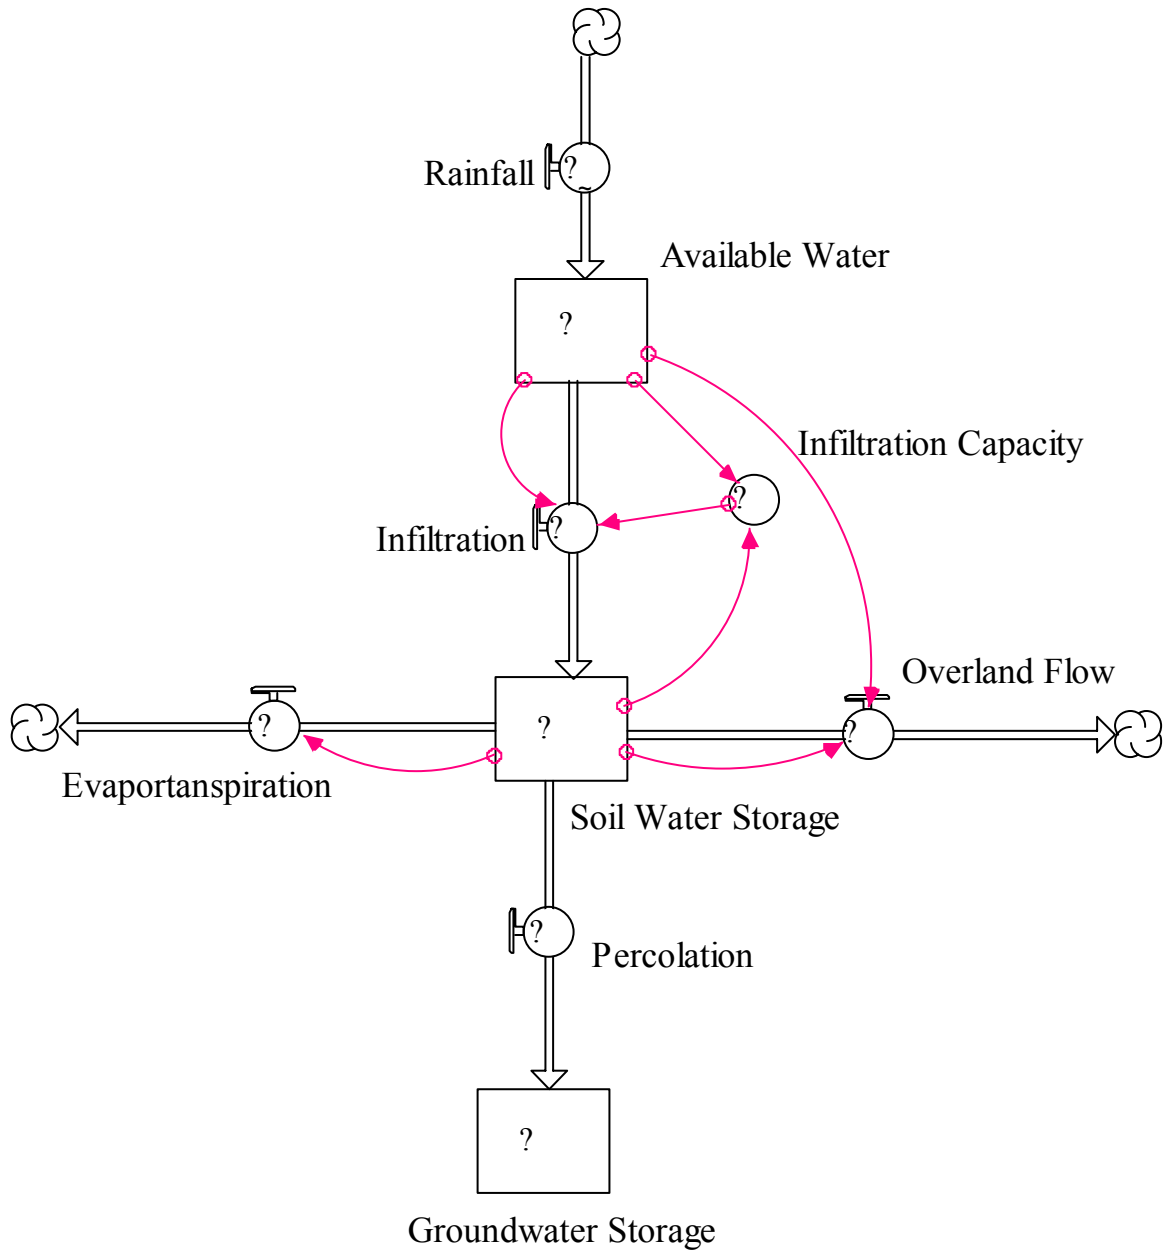 Rainfall
?
~
Available Water
?
Infiltration Capacity
?
Infiltration
?
Overland Flow
?
?
?
Evaportanspiration
Soil Water Storage
?
Percolation
?
Groundwater Storage